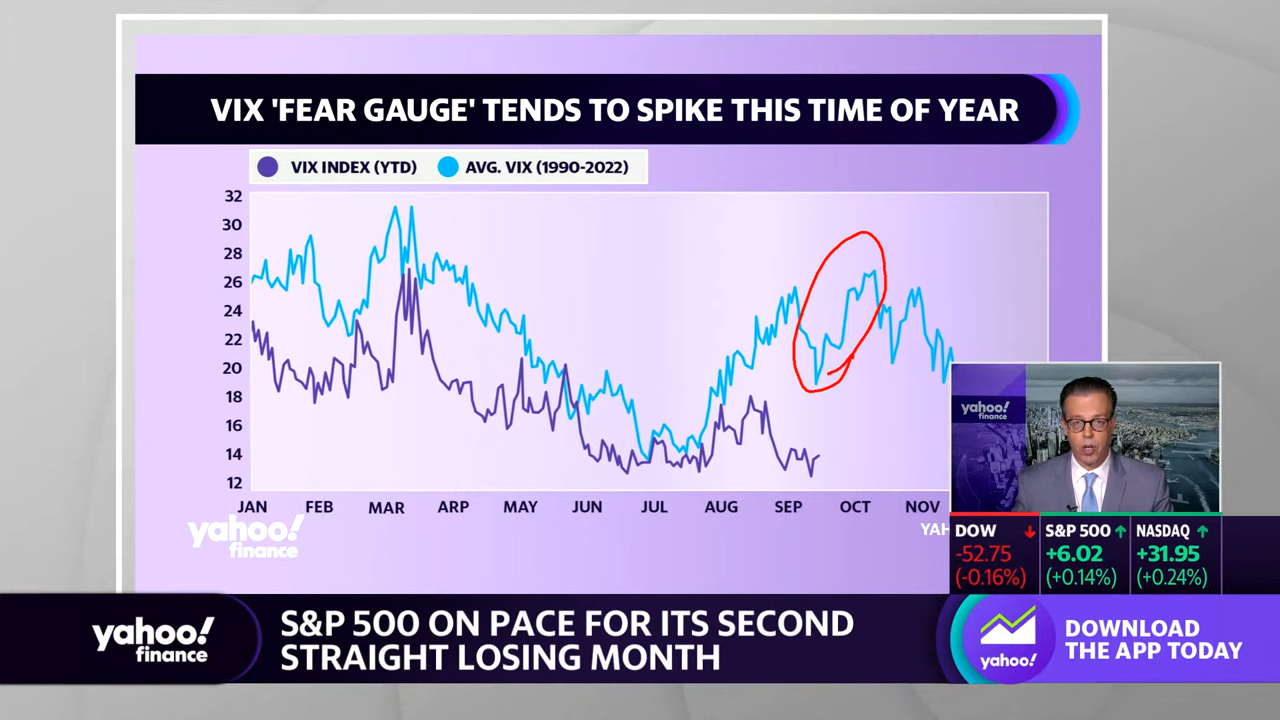 VIX 'FEAR GAUGE' TENDS TO SPIKE THIS TIME OF YEAR
VIX INDEX (YTD) AVG. VIX (1990-2022)
32
30
28
26
24
22
20
18
16
14
12
JAN FEB MAR APR MAY JUN JUL AUG SEP OCT NOV
yahoo!
finance
YAH
yahoo!
finance
DOW S&P 500 NASDAQ
-52.75 +6.02 +31.95
(-0.16%) (+0.14%) (+0.24%)
yahoo!
finance
S&P 500 ON PACE FOR ITS SECOND
STRAIGHT LOSING MONTH
yahoo!
DOWNLOAD
THE APP TODAY